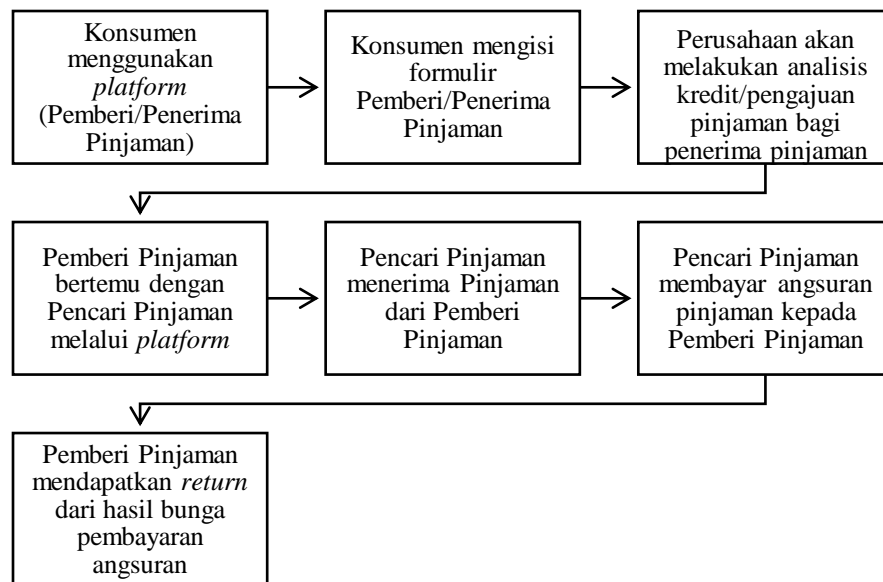 Konsumen
menggunakan
platform
(Pemberi/Penerima
Pinjaman)
Konsumen mengisi
formulir
Pemberi/Penerima
Pinjaman
Perusahaan akan
melakukan analisis
kredit/pengajuan
pinjaman bagi
penerima pinjaman
Pemberi Pinjaman
bertemu dengan
Pencari Pinjaman
melalui platform
Pencari Pinjaman
menerima Pinjaman
dari Pemberi
Pinjaman
Pencari Pinjaman
membayar angsuran
pinjaman kepada
Pemberi Pinjaman
Pemberi Pinjaman
mendapatkan return
dari hasil bunga
pembayaran
angsuran